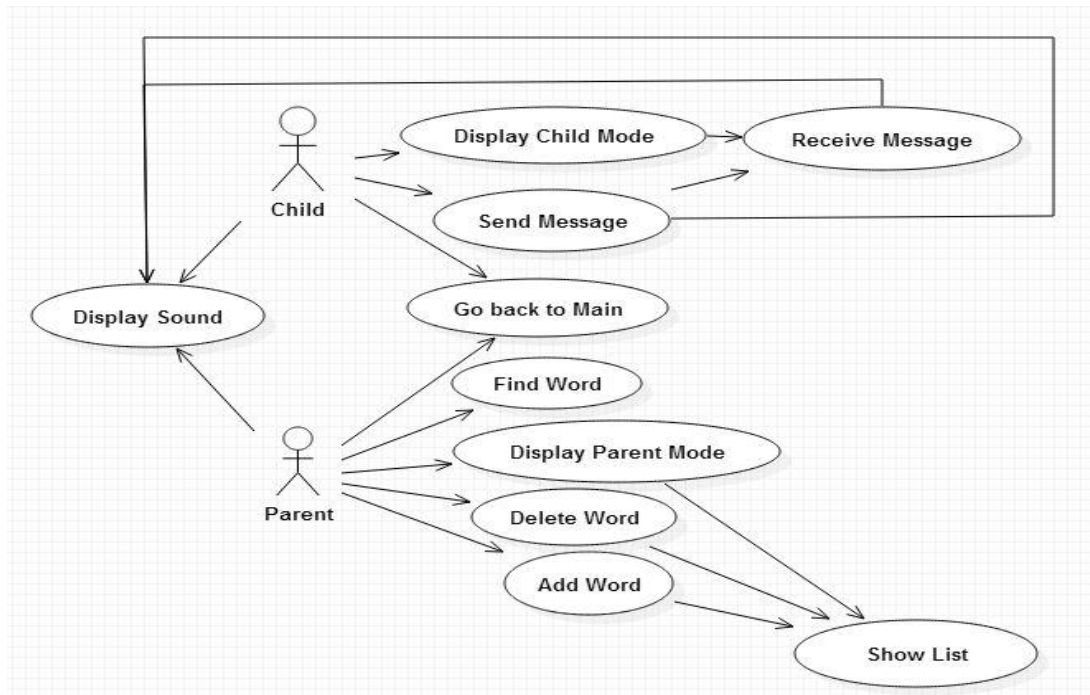 Display Child Mode
Receive Message
Child
Send Message
Display Sound
Go back to Main
Find Word
Display Parent Mode
Parent
Delete Word
Add Word
Show List